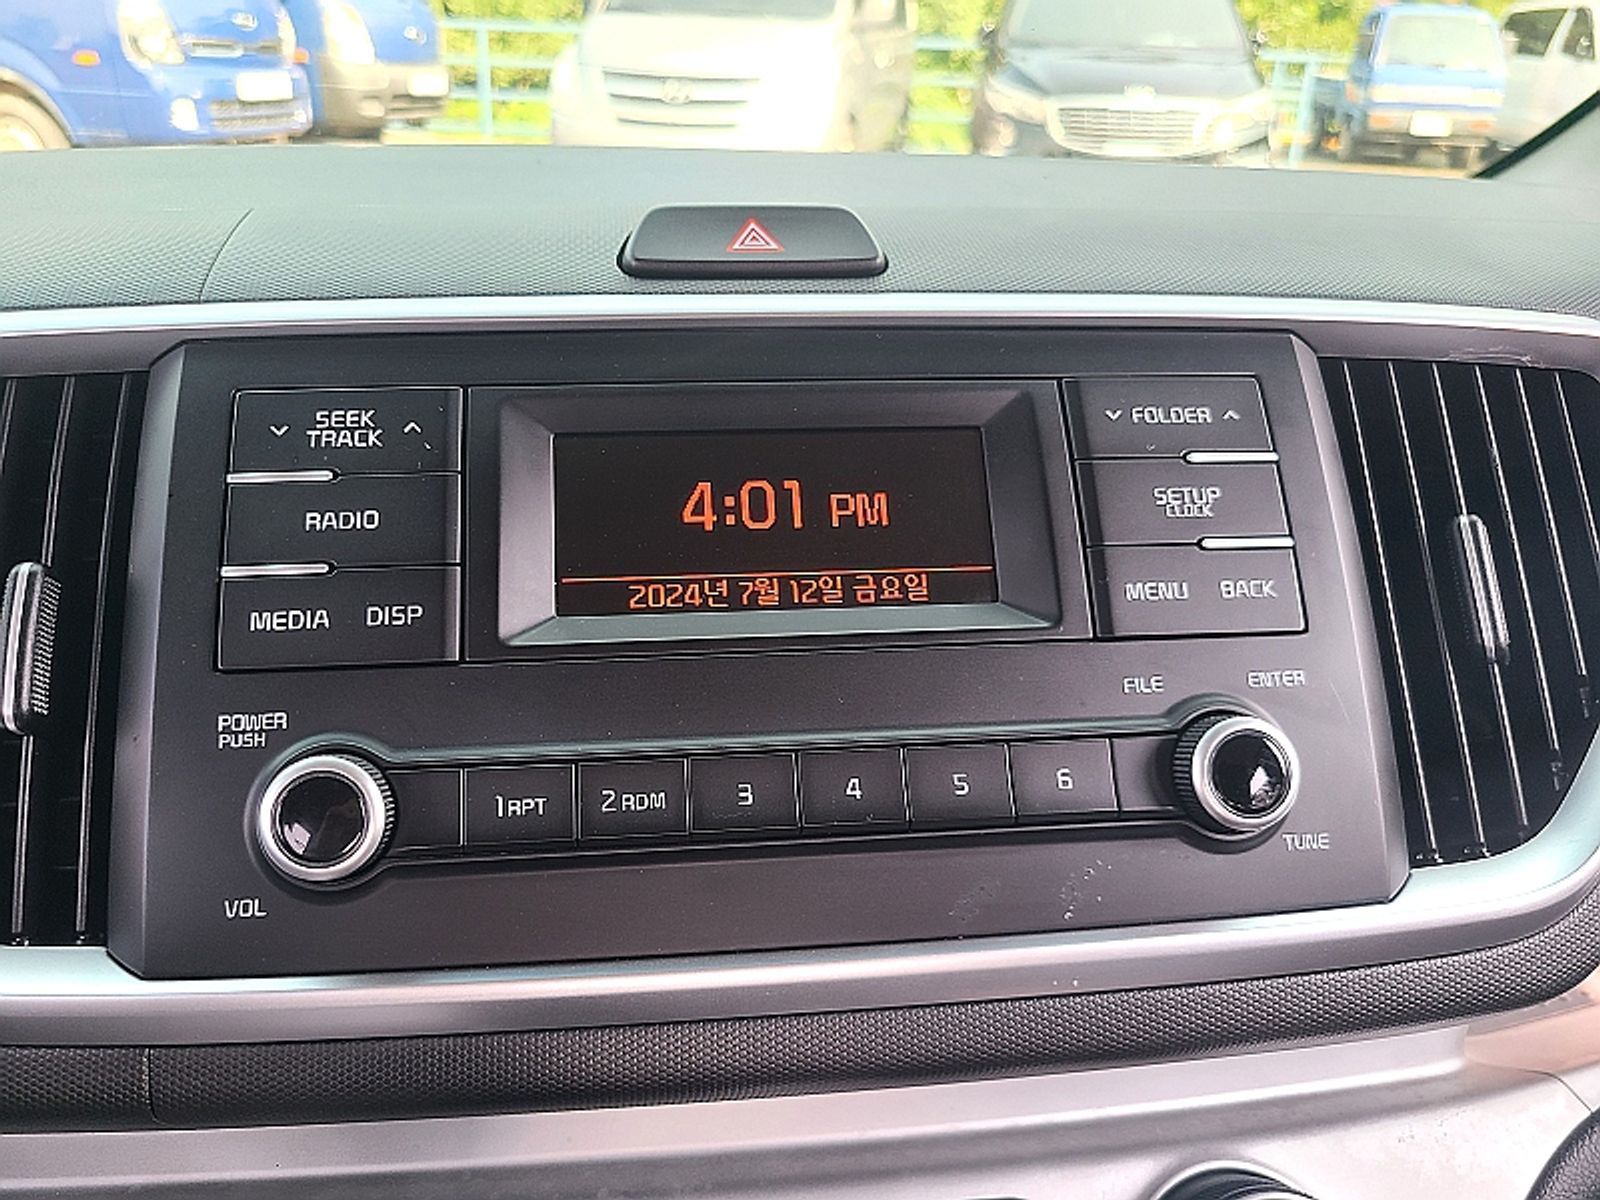 SEEK
TRACK
RADIO
MEDIA DISP
4:01 PM
2024년 7월 12일 금요일
FOLDER
SETUP
CLOCK
MENU BACK
FILE ENTER
POWER
PUSH
1 RPT 2 RDM 3 4 5 6
VOL
TUNE